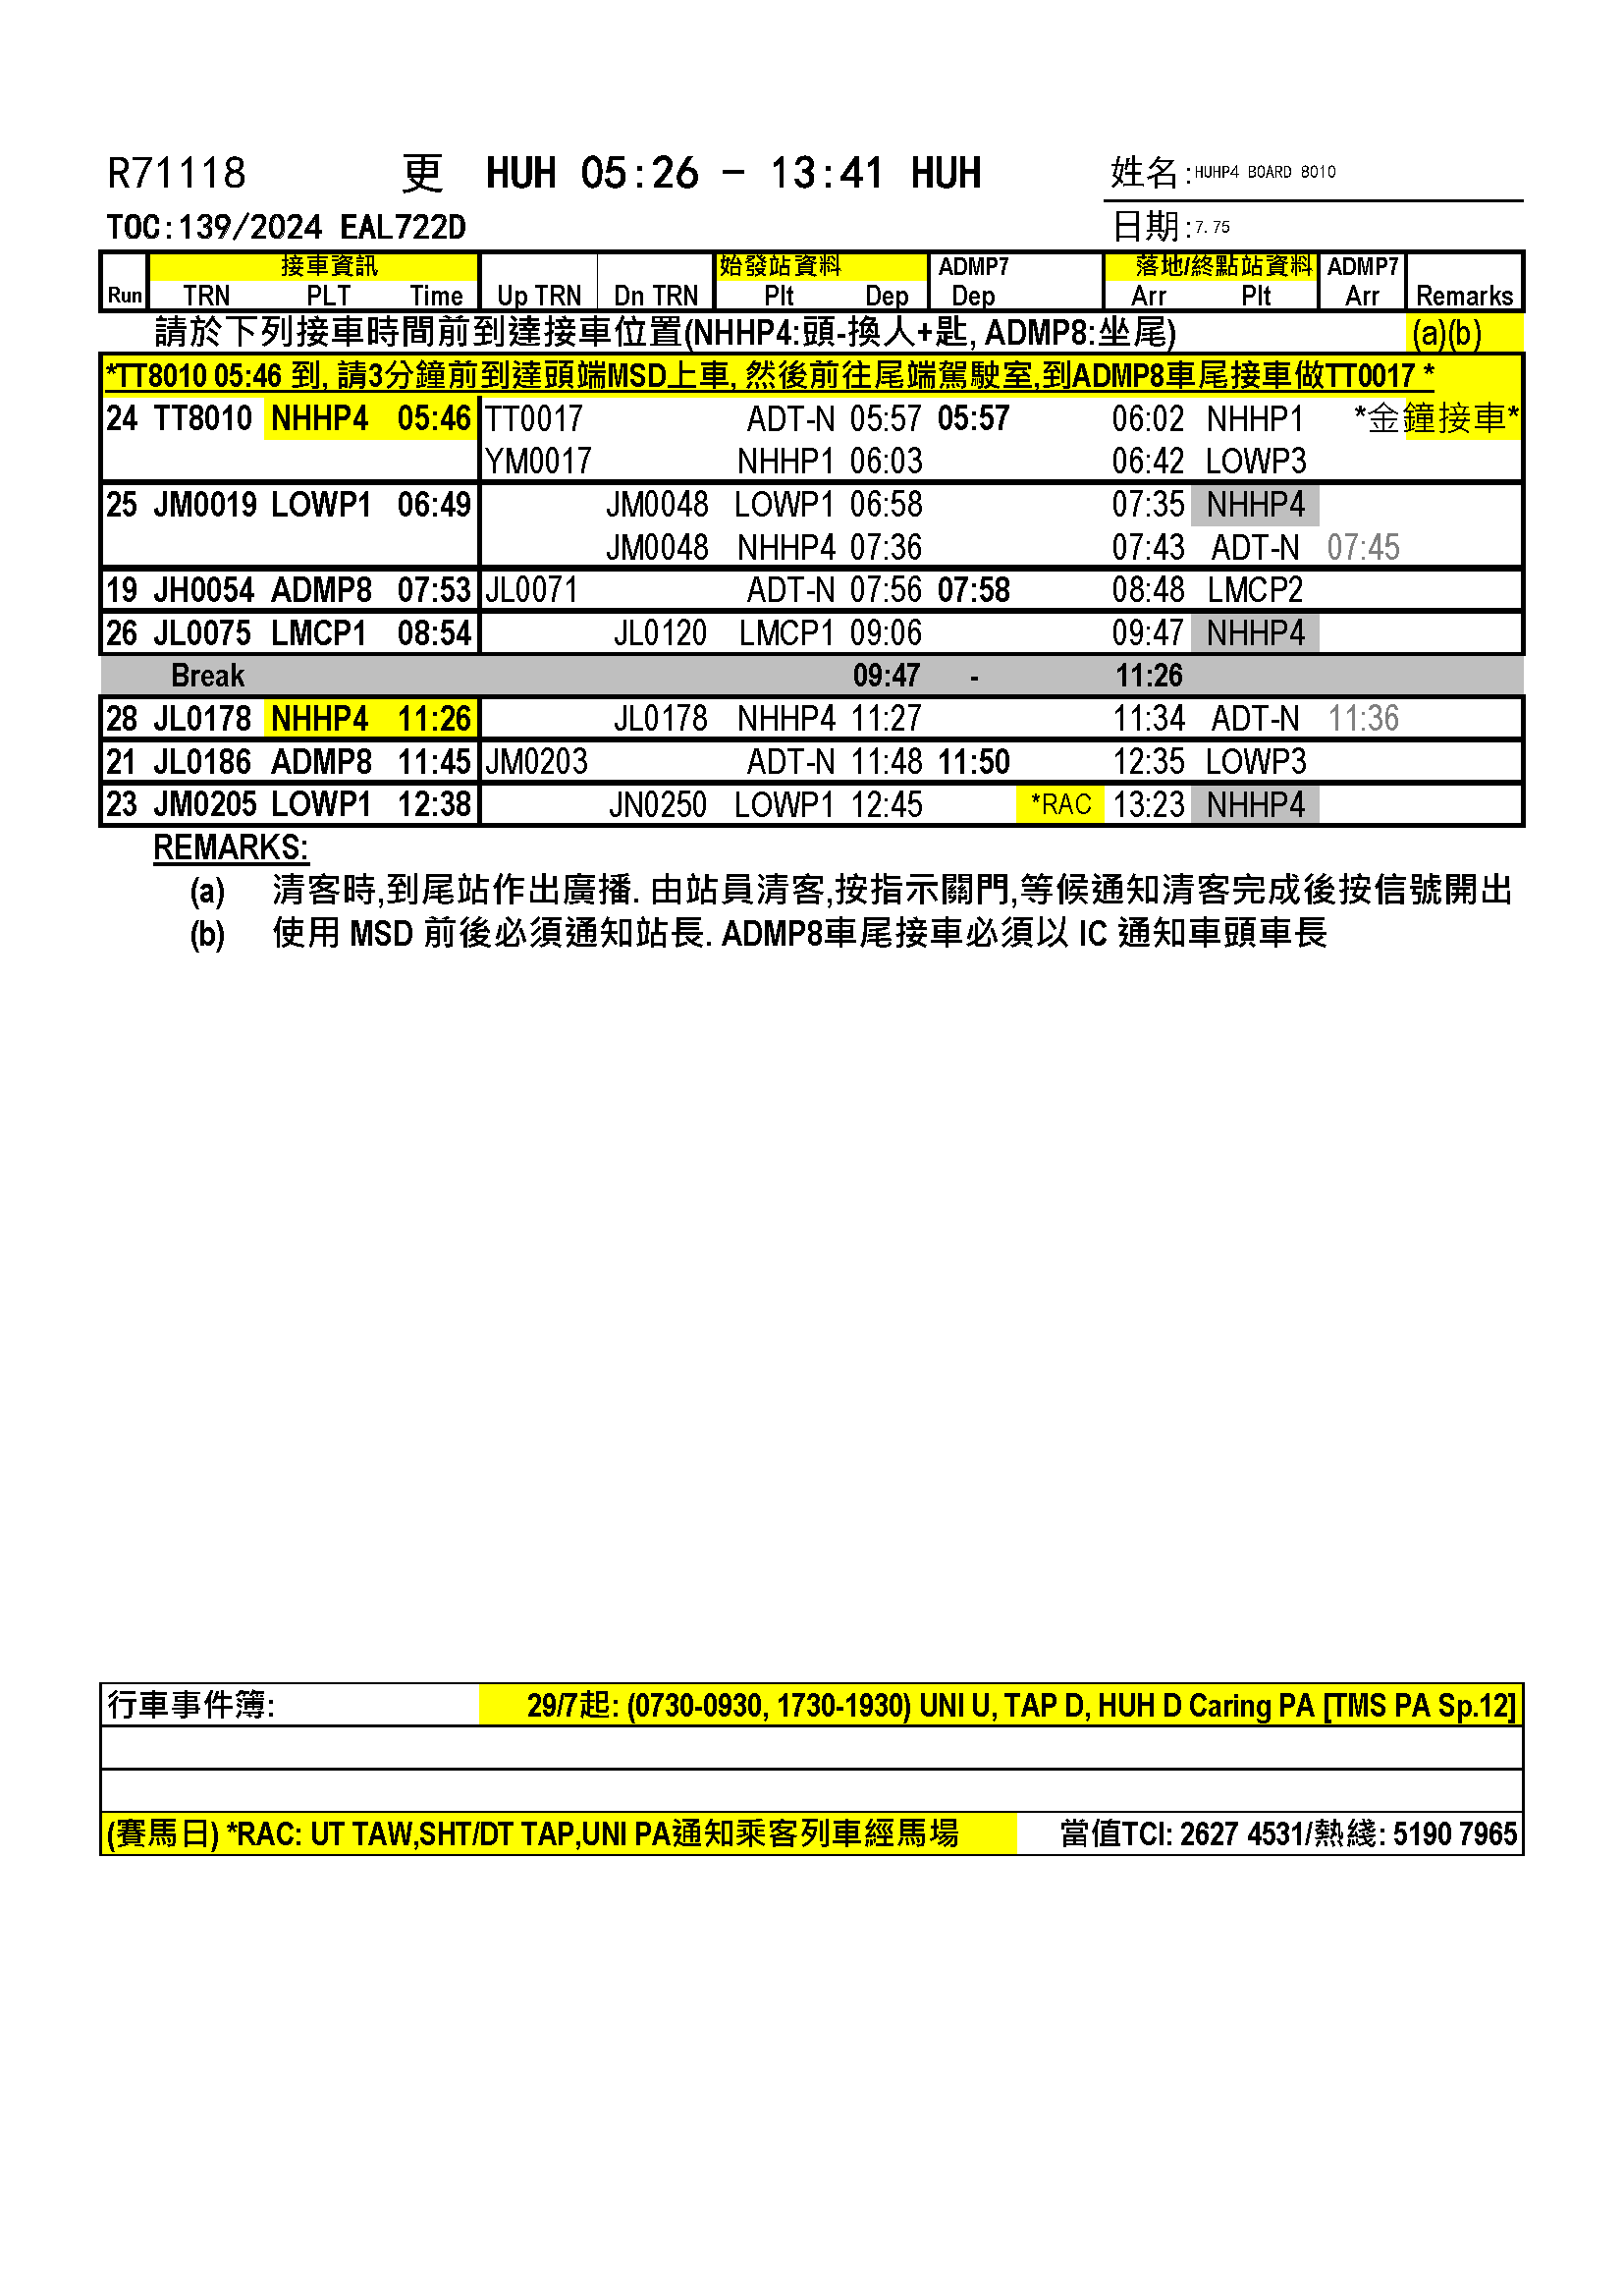 R71118 更 HUH 05:26 - 13:41 HUH 姓名:HUHP4 BOARD 8010
TOC:139/2024 EAL722D 日期:7.75
接車資訊 始發站資料 ADMP7 落地/終點站資料 ADMP7
Run TRN PLT Time Up TRN Dn TRN Plt Dep Dep Arr Plt Arr Remarks
請於下列接車時間前到達接車位置(NHHP4:頭-換人+匙, ADMP8:坐尾) (a)(b)
*TT8010 05:46 到, 請3分鐘前到達頭端MSD上車, 然後前往尾端駕駛室,到ADMP8車尾接車做TT0017 *
24 TT8010 NHHP4 05:46 TT0017 ADT-N 05:57 05:57 06:02 NHHP1 *金鐘接車*
YM0017 NHHP1 06:03 06:42 LOWP3
25 JM0019 LOWP1 06:49 JM0048 LOWP1 06:58 07:35 NHHP4
JM0048 NHHP4 07:36 07:43 ADT-N 07:45
19 JH0054 ADMP8 07:53 JL0071 ADT-N 07:56 07:58 08:48 LMCP2
26 JL0075 LMCP1 08:54 JL0120 LMCP1 09:06 09:47 NHHP4
Break 09:47 - 11:26
28 JL0178 NHHP4 11:26 JL0178 NHHP4 11:27 11:34 ADT-N 11:36
21 JL0186 ADMP8 11:45 JM0203 ADT-N 11:48 11:50 12:35 LOWP3
23 JM0205 LOWP1 12:38 JN0250 LOWP1 12:45 *RAC 13:23 NHHP4
REMARKS:
(a) 清客時,到尾站作出廣播. 由站員清客,按指示關門,等候通知清客完成後按信號開出
(b) 使用 MSD 前後必須通知站長. ADMP8車尾接車必須以 IC 通知車頭車長
行車事件簿: 29/7起: (0730-0930, 1730-1930) UNI U, TAP D, HUH D Caring PA [TMS PA Sp.12]
(賽馬日) *RAC: UT TAW,SHT/DT TAP,UNI PA通知乘客列車經馬場 當值TCI: 2627 4531/熱綫: 5190 7965